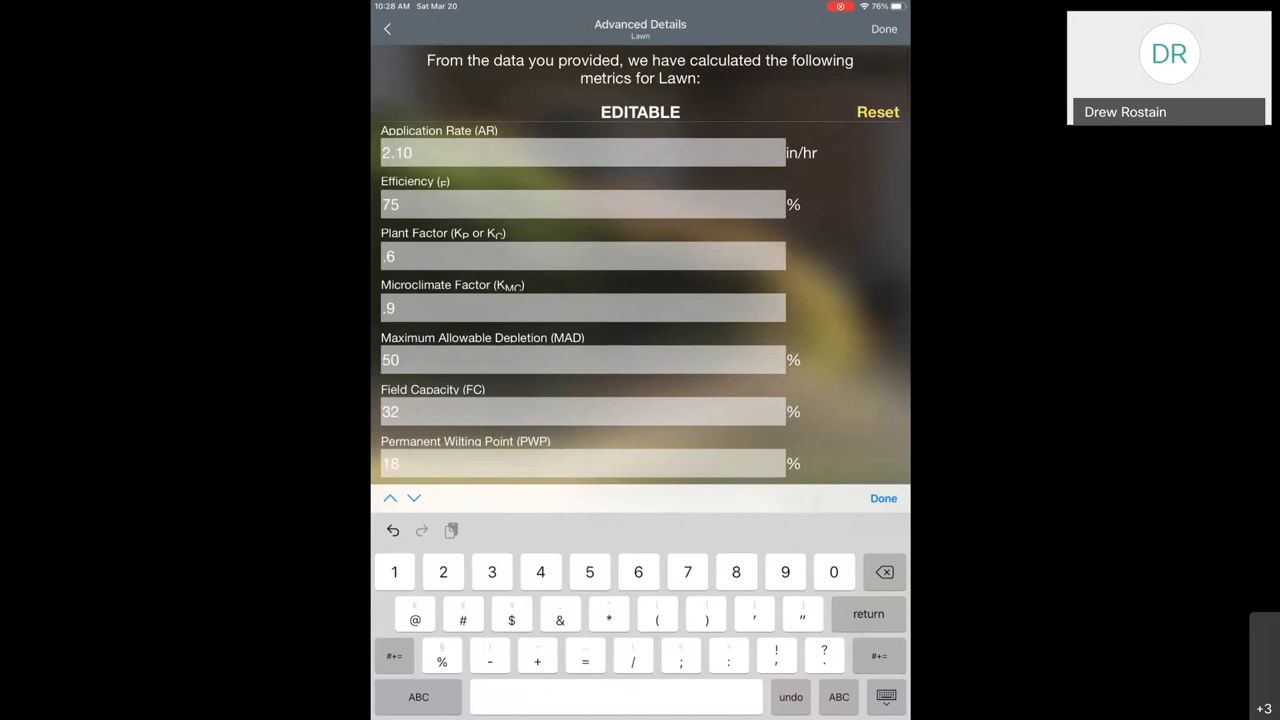 10:28 AM Sat Mar 20
76%
Advanced Details
Lawn
Done
From the data you provided, we have calculated the following
metrics for Lawn:
EDITABLE
Reset
Application Rate (AR)
2.10 in/hr
Efficiency (E)
75 %
Plant Factor (KP or KC)
.6
Microclimate Factor (KMC)
.9
Maximum Allowable Depletion (MAD)
50 %
Field Capacity (FC)
32 %
Permanent Wilting Point (PWP)
18 %
Done
1 2 3 4 5 6 7 8 9 0
@ # $ & * ( ) ' " return
#+= % - + = / ; : ! , ? . #+=
ABC undo ABC
DR
Drew Rostain
+3